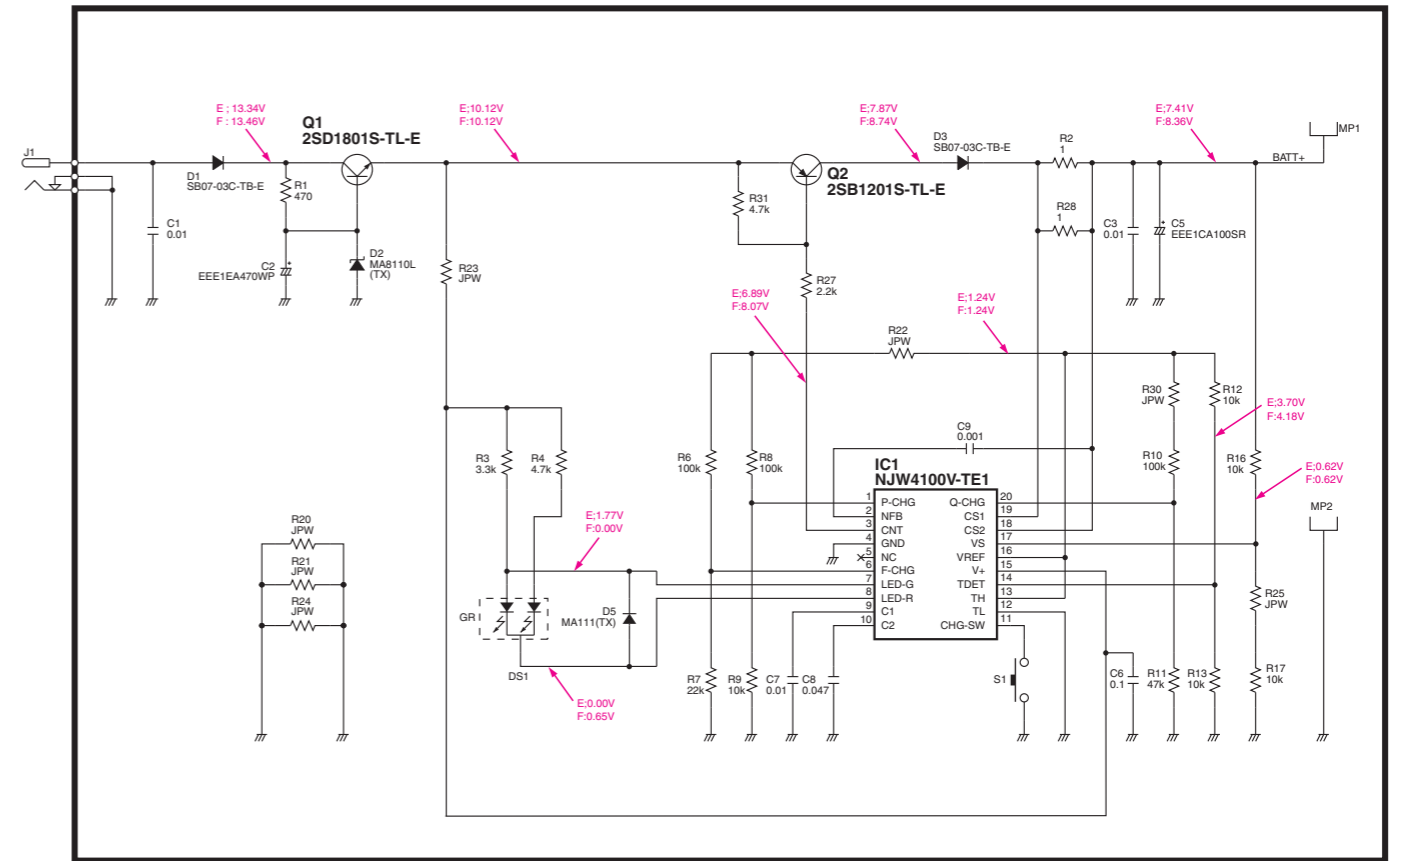 E ; 13.34V
F : 13.46V
Q1
2SD1801S-TL-E
E;10.12V
F:10.12V
E;7.87V
F:8.74V
D3
SB07-03C-TB-E
R2
1
E;7.41V
F:8.36V
MP1
J1
BATT+
D1
SB07-03C-TB-E
R1
470
Q2
2SB1201S-TL-E
R31
4.7k
R28
1
C1
0.01
C3
0.01
C5
EEE1CA100SR
+
C2
EEE1EA470WP
+
D2
MA8110L
(TX)
R23
JPW
R27
2.2k
E;6.89V
F:8.07V
E;1.24V
F:1.24V
R22
JPW
R30
JPW
R12
10k
E;3.70V
F:4.18V
C9
0.001
R3
3.3k
R4
4.7k
R6
100k
R8
100k
R10
100k
R16
10k
E;0.62V
F:0.62V
IC1
NJW4100V-TE1
1 P-CHG Q-CHG 20
2 NFB CS1 19
3 CNT CS2 18
4 GND VS 17
5 NC VREF 16
6 F-CHG V+ 15
7 LED-G TDET 14
8 LED-R TH 13
9 C1 TL 12
10 C2 CHG-SW 11
MP2
R20
JPW
R21
JPW
R24
JPW
E;1.77V
F:0.00V
GR
D5
MA111(TX)
R25
JPW
DS1
R7
22k
R9
10k
C7
0.01
C8
0.047
S1
C6
0.1
R11
47k
R13
10k
R17
10k
E;0.00V
F:0.65V